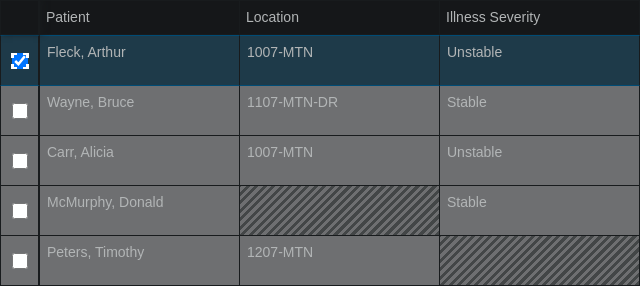 Patient Location Illness Severity
Fleck, Arthur 1007-MTN Unstable
Wayne, Bruce 1107-MTN-DR Stable
Carr, Alicia 1007-MTN Unstable
McMurphy, Donald Stable
Peters, Timothy 1207-MTN